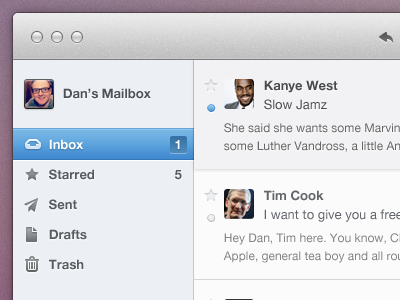 Dan's Mailbox
Inbox 1
Starred 5
Sent
Drafts
Trash
Kanye West
Slow Jamz
She said she wants some Marvin
some Luther Vandross, a little An
Tim Cook
I want to give you a free
Hey Dan, Tim here. You know,
Apple, general tea boy and all rou